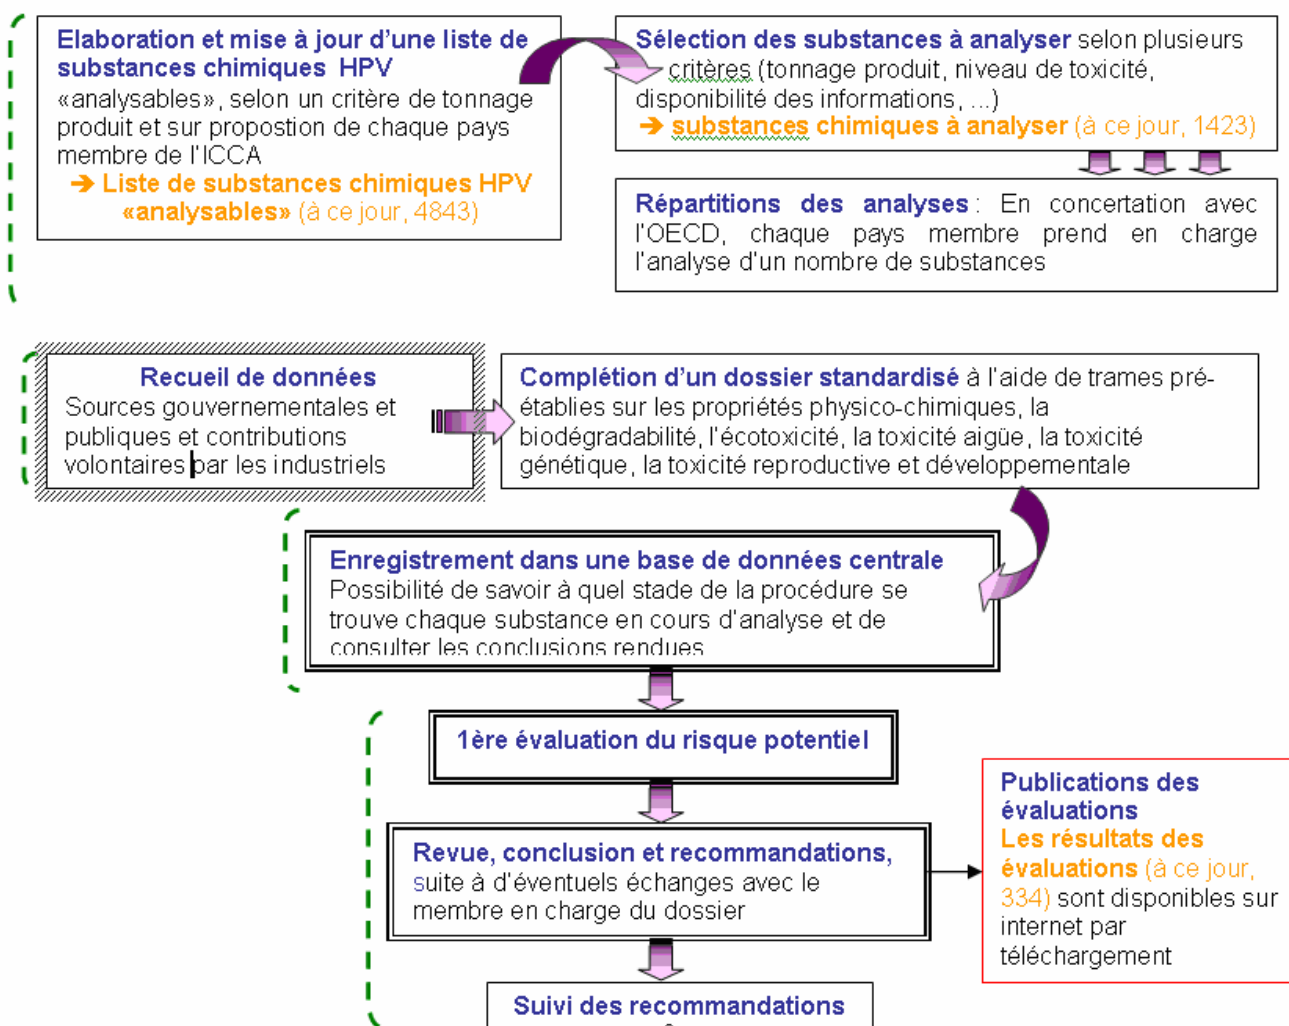 Elaboration et mise à jour d'une liste de
substances chimiques HPV
«analysables», selon un critère de tonnage
produit et sur propostion de chaque pays
membre de l'ICCA
➔ Liste de substances chimiques HPV
«analysables» (à ce jour, 4843)
Sélection des substances à analyser selon plusieurs
critères (tonnage produit, niveau de toxicité,
disponibilité des informations, ...)
➔ substances chimiques à analyser (à ce jour, 1423)
Répartitions des analyses : En concertation avec
l'OECD, chaque pays membre prend en charge
l'analyse d'un nombre de substances
Recueil de données
Sources gouvernementales et
publiques et contributions
volontaires par les industriels
Complétion d'un dossier standardisé à l'aide de trames pré-
établies sur les propriétés physico-chimiques, la
biodégradabilité, l'écotoxicité, la toxicité aigüe, la toxicité
génétique, la toxicité reproductive et développementale
Enregistrement dans une base de données centrale
Possibilité de savoir à quel stade de la procédure se
trouve chaque substance en cours d'analyse et de
consulter les conclusions rendues
1ère évaluation du risque potentiel
Revue, conclusion et recommandations,
suite à d'éventuels échanges avec le
membre en charge du dossier
Publications des
évaluations
Les résultats des
évaluations (à ce jour,
334) sont disponibles sur
internet par
téléchargement
Suivi des recommandations